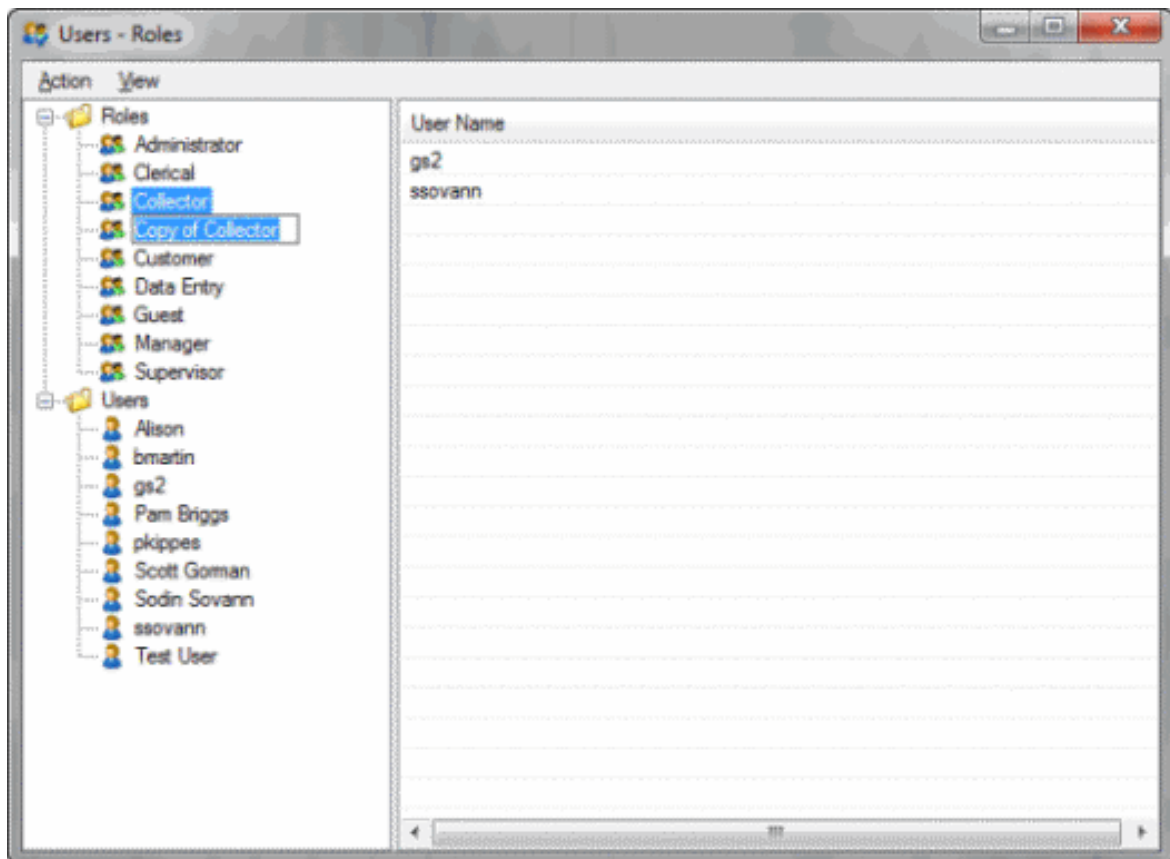 Users - Roles
Action View
Roles
Administrator
Clerical
Collector
Copy of Collector
Customer
Data Entry
Guest
Manager
Supervisor
Users
Alison
bmartin
gs2
Pam Briggs
pkippes
Scott Gorman
Sodin Sovann
ssovann
Test User
User Name
gs2
ssovann